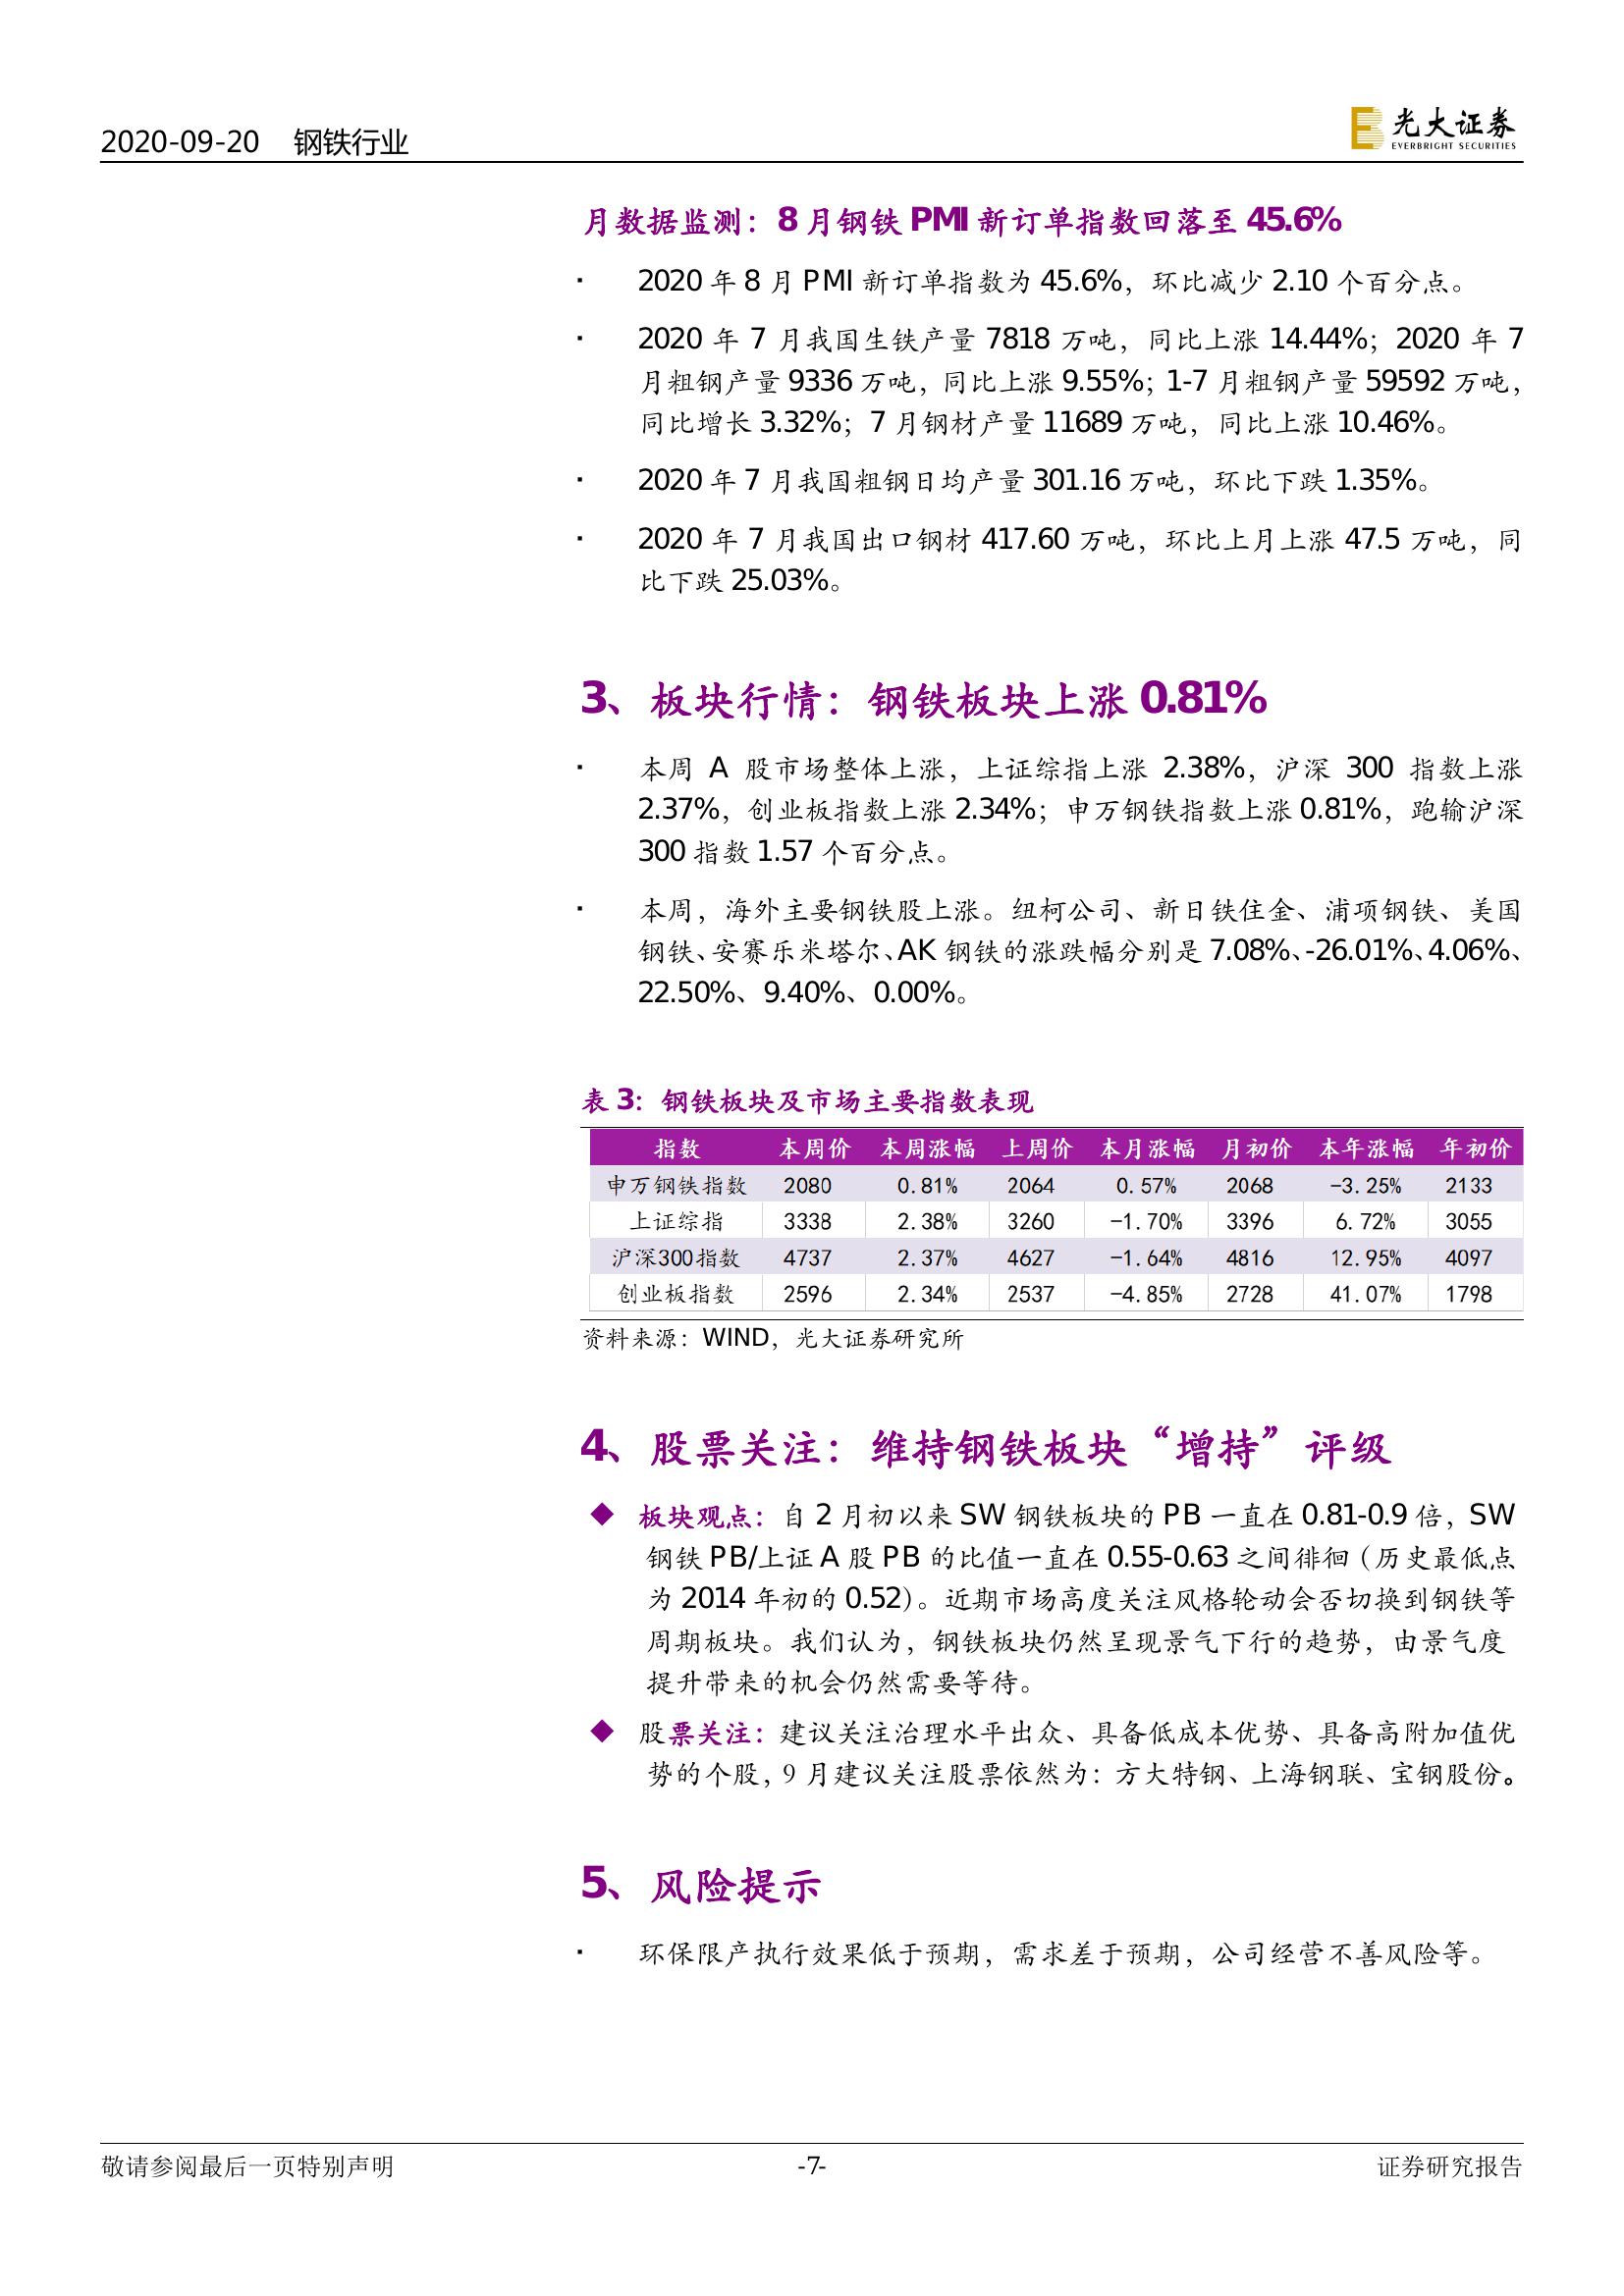 2020-09-20 钢铁行业
光大证券
EVERBRIGHT SECURITIES
月数据监测：8 月钢铁 PMI 新订单指数回落至 45.6%
▪ 2020 年 8 月 PMI 新订单指数为 45.6%，环比减少 2.10 个百分点。
▪ 2020 年 7 月我国生铁产量 7818 万吨，同比上涨 14.44%；2020 年 7
月粗钢产量 9336 万吨，同比上涨 9.55%；1-7 月粗钢产量 59592 万吨，
同比增长 3.32%；7 月钢材产量 11689 万吨，同比上涨 10.46%。
▪ 2020 年 7 月我国粗钢日均产量 301.16 万吨，环比下跌 1.35%。
▪ 2020 年 7 月我国出口钢材 417.60 万吨，环比上月上涨 47.5 万吨，同
比下跌 25.03%。
3、板块行情：钢铁板块上涨 0.81%
▪ 本周 A 股市场整体上涨，上证综指上涨 2.38%，沪深 300 指数上涨
2.37%，创业板指数上涨 2.34%；申万钢铁指数上涨 0.81%，跑输沪深
300 指数 1.57 个百分点。
▪ 本周，海外主要钢铁股上涨。纽柯公司、新日铁住金、浦项钢铁、美国
钢铁、安赛乐米塔尔、AK 钢铁的涨跌幅分别是 7.08%、-26.01%、4.06%、
22.50%、9.40%、0.00%。
表 3：钢铁板块及市场主要指数表现
指数 本周价 本周涨幅 上周价 本月涨幅 月初价 本年涨幅 年初价
申万钢铁指数 2080 0.81% 2064 0.57% 2068 -3.25% 2133
上证综指 3338 2.38% 3260 -1.70% 3396 6.72% 3055
沪深300指数 4737 2.37% 4627 -1.64% 4816 12.95% 4097
创业板指数 2596 2.34% 2537 -4.85% 2728 41.07% 1798
资料来源：WIND，光大证券研究所
4、股票关注：维持钢铁板块“增持”评级
◆ 板块观点：自 2 月初以来 SW 钢铁板块的 PB 一直在 0.81-0.9 倍，SW
钢铁 PB/上证 A 股 PB 的比值一直在 0.55-0.63 之间徘徊（历史最低点
为 2014 年初的 0.52）。近期市场高度关注风格轮动会否切换到钢铁等
周期板块。我们认为，钢铁板块仍然呈现景气下行的趋势，由景气度
提升带来的机会仍然需要等待。
◆ 股票关注：建议关注治理水平出众、具备低成本优势、具备高附加值优
势的个股，9 月建议关注股票依然为：方大特钢、上海钢联、宝钢股份。
5、风险提示
▪ 环保限产执行效果低于预期，需求差于预期，公司经营不善风险等。
敬请参阅最后一页特别声明 -7- 证券研究报告